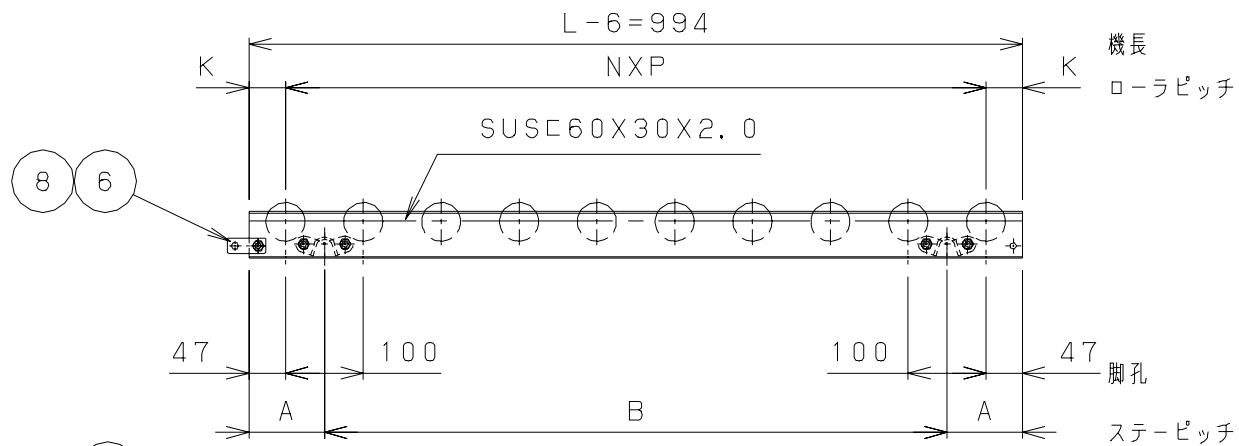 L-6=994
機長
K
NXP
K
ローラピッチ
SUS⊏60X30X2.0
8
6
47
100
100
47
脚孔
A
B
A
ステーピッチ